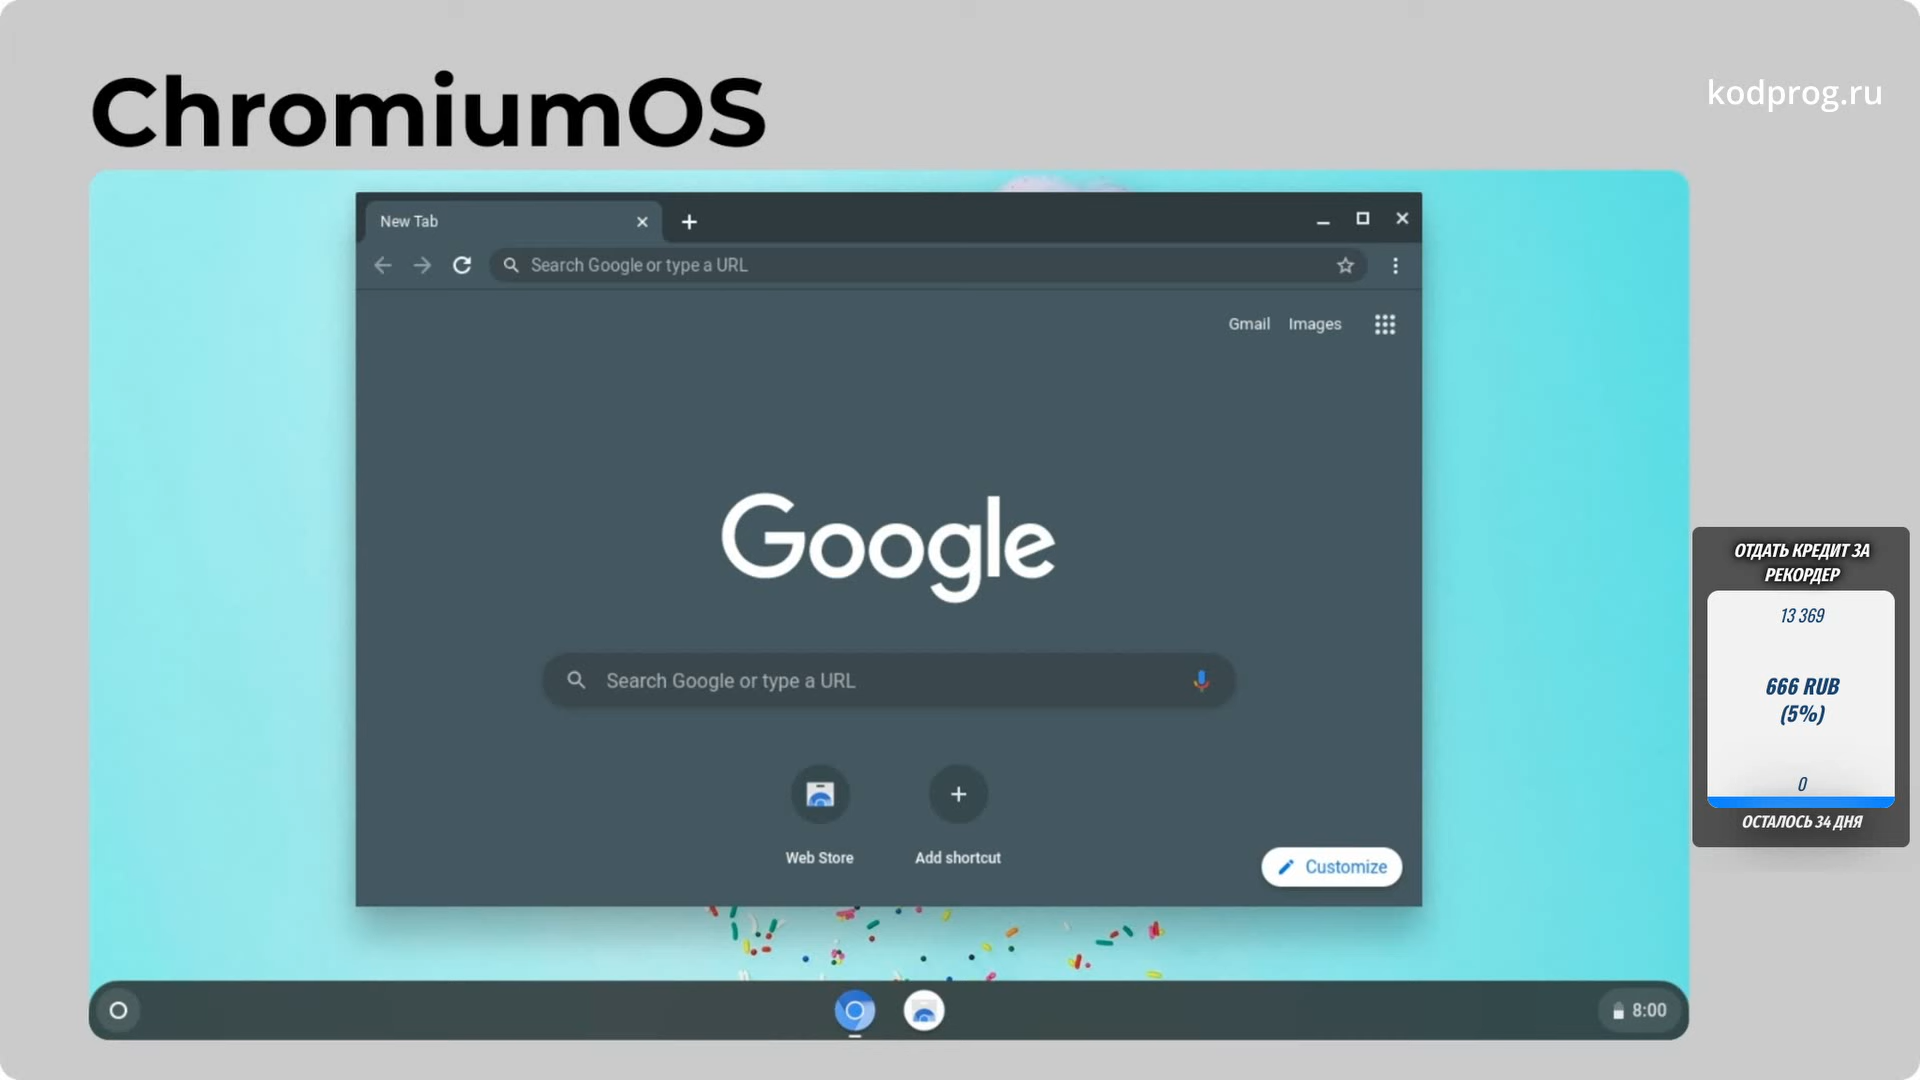 ChromiumOS
kodprog.ru
New Tab
Search Google or type a URL
Gmail Images
Google
Search Google or type a URL
Web Store
Add shortcut
Customize
8:00
ОТДАТЬ КРЕДИТ ЗА
РЕКОРДЕР
13 369
666 RUB
(5%)
0
ОСТАЛОСЬ 34 ДНЯ